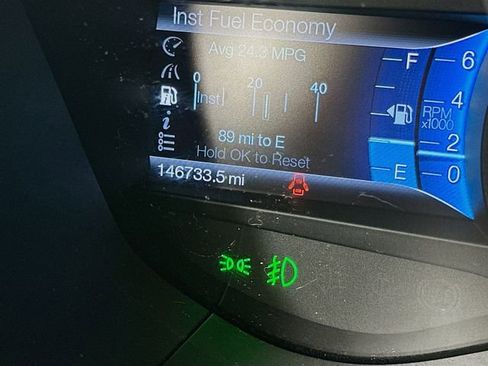 Inst Fuel Economy
Avg 24.3 MPG
0 20 40
Inst
89 mi to E
Hold OK to Reset
146733.5 mi
F
E
6
4
RPM
x1000
2
0